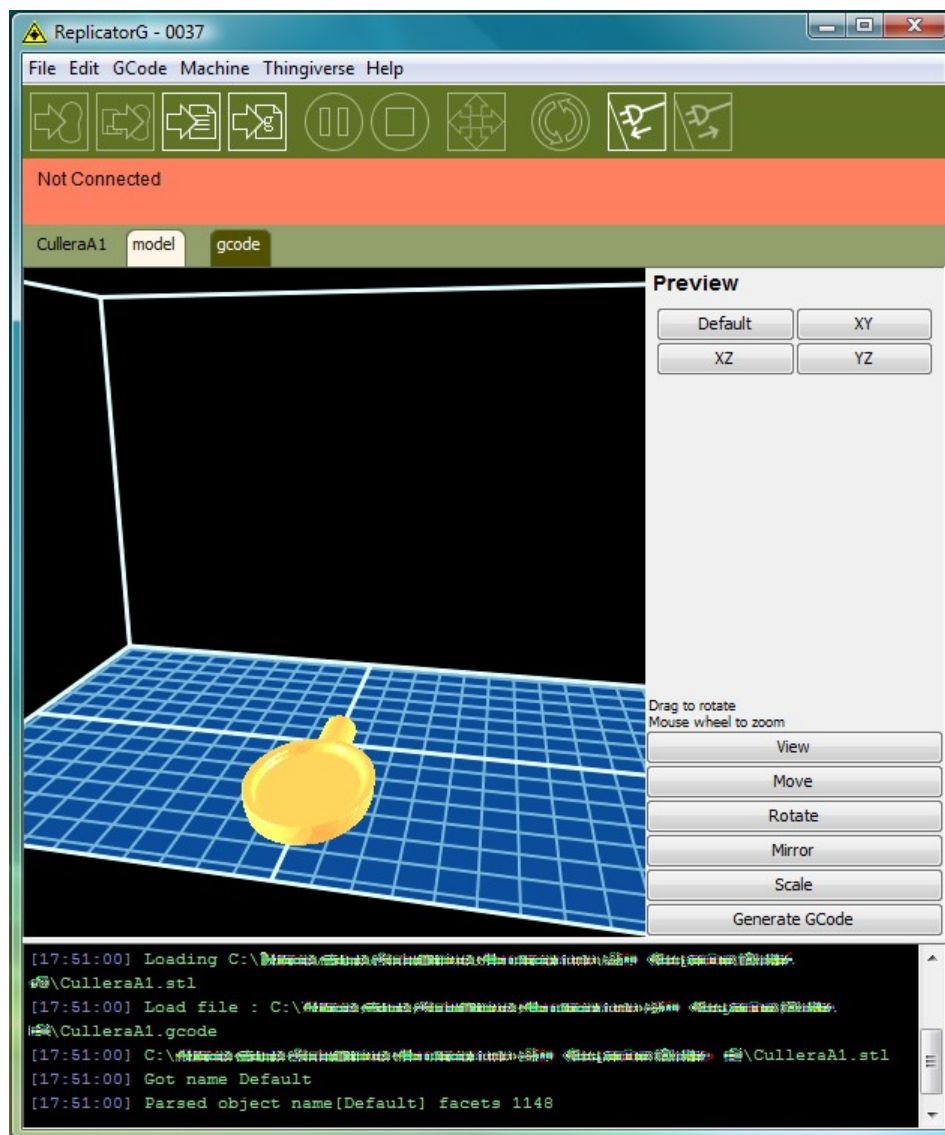 ReplicatorG - 0037
File Edit GCode Machine Thingiverse Help
Not Connected
CulleraA1 model gcode
Preview
Default XY
XZ YZ
Drag to rotate
Mouse wheel to zoom
View
Move
Rotate
Mirror
Scale
Generate GCode
[17:51:00] Loading C:\
\CulleraA1.stl
[17:51:00] Load file : C:\
\CulleraA1.gcode
[17:51:00] C:\ \CulleraA1.stl
[17:51:00] Got name Default
[17:51:00] Parsed object name[Default] facets 1148